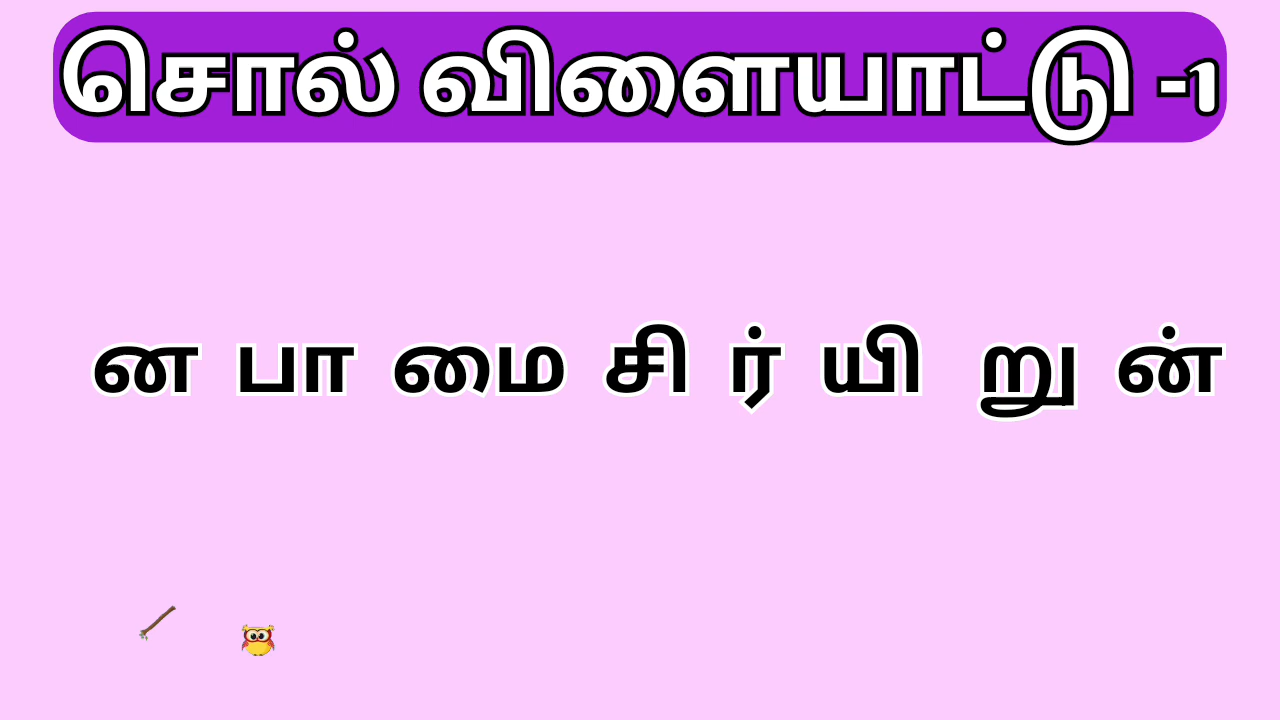 சொல் விளையாட்டு -1
ன பா மை சி ர் யி று ன்